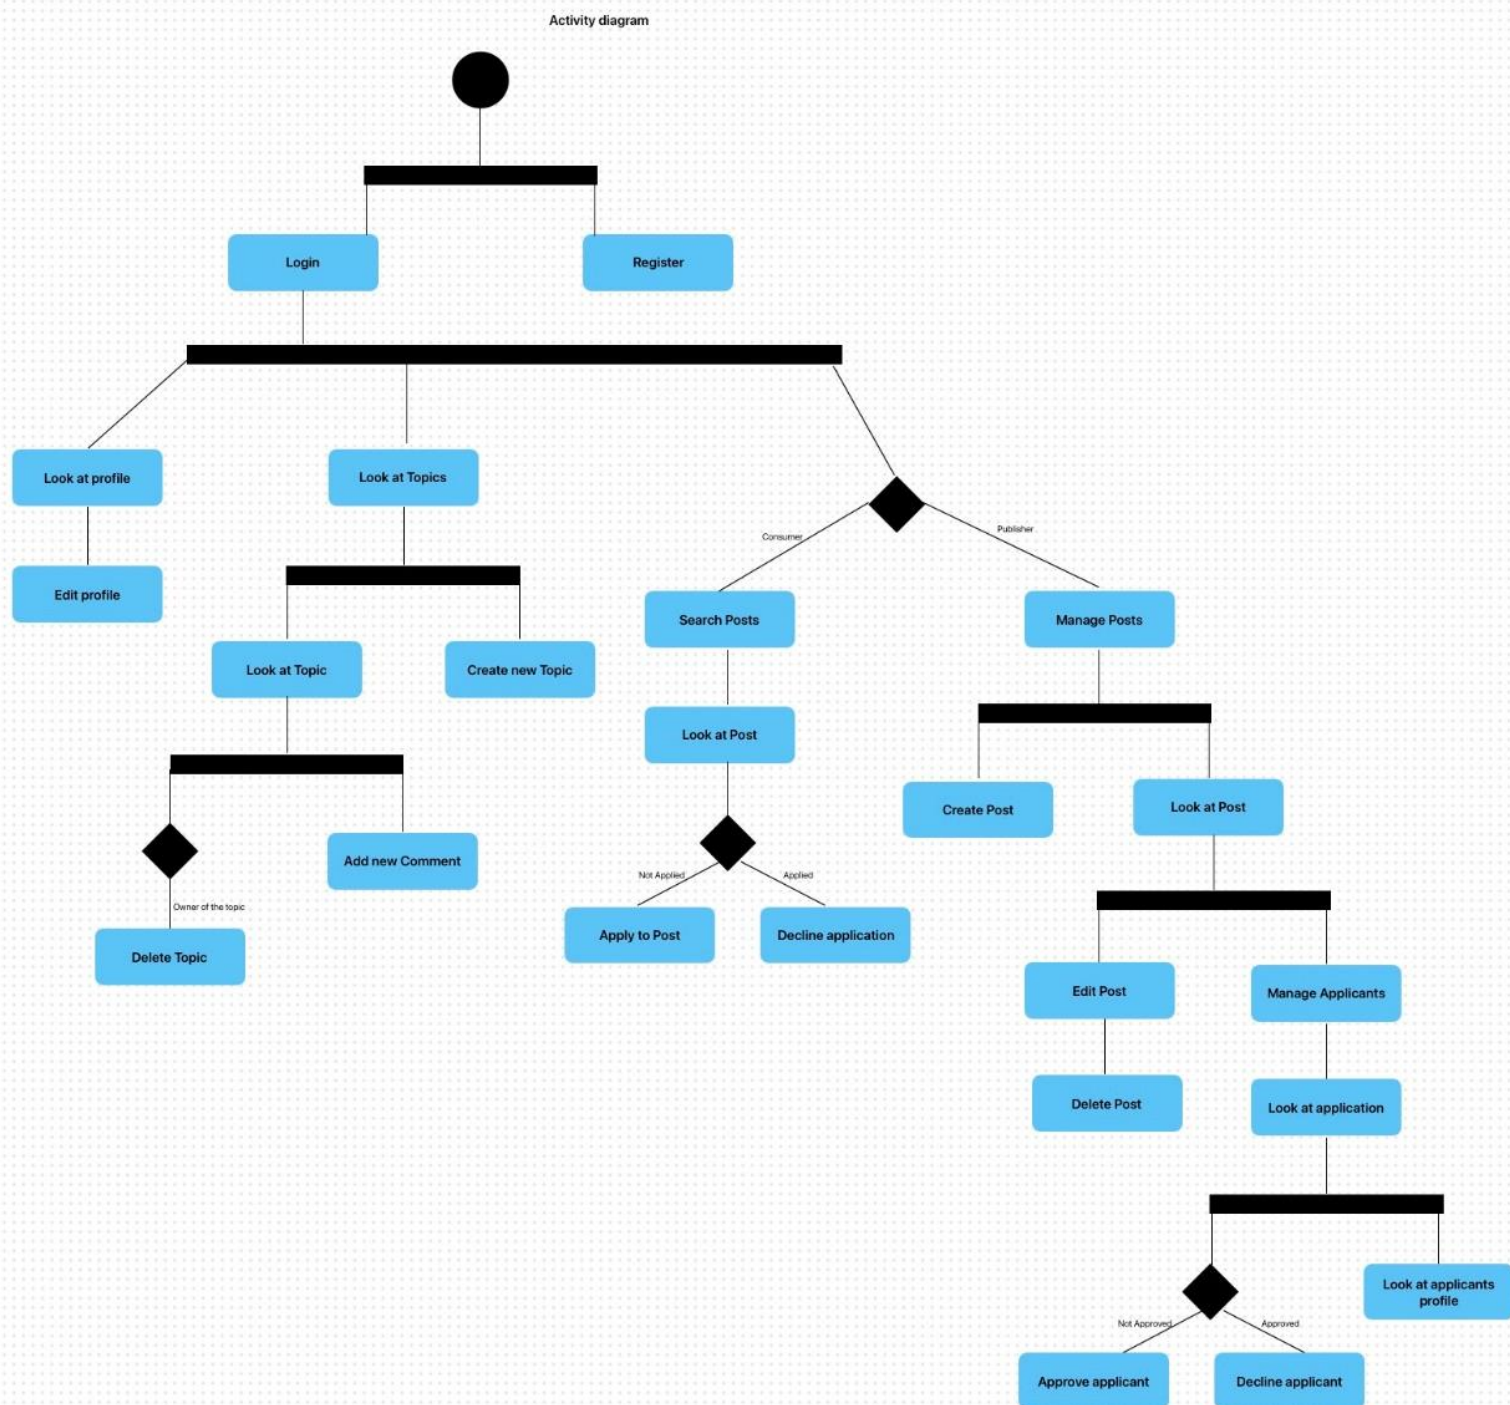 Activity diagram
Login
Register
Look at profile
Look at Topics
Consumer
Publisher
Edit profile
Search Posts
Manage Posts
Look at Topic
Create new Topic
Look at Post
Create Post
Look at Post
Add new Comment
Not Applied
Applied
Owner of the topic
Apply to Post
Decline application
Delete Topic
Edit Post
Manage Applicants
Delete Post
Look at application
Look at applicants
profile
Not Approved
Approved
Approve applicant
Decline applicant